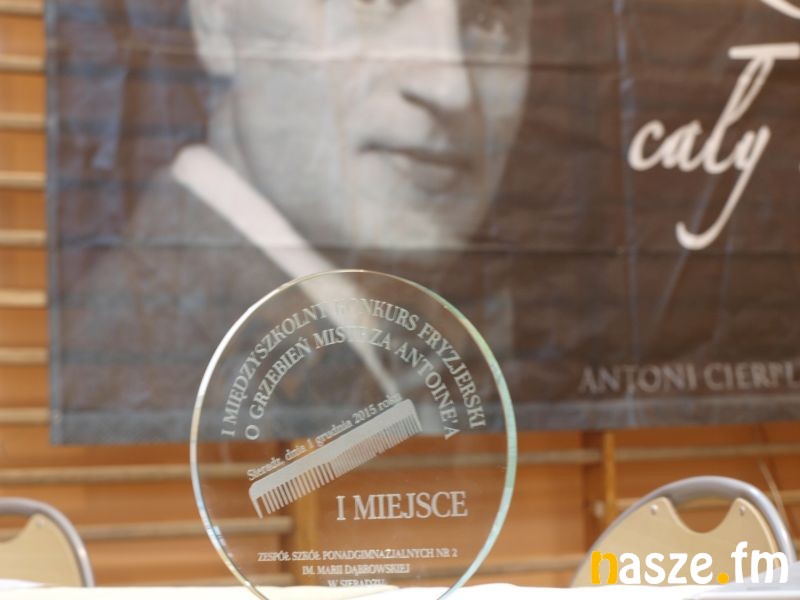 cały
ANTONI CIERPL
I MIĘDZYSZKOLNY KONKURS FRYZJERSKI
O GRZEBIEŃ MISTRZA ANTOINE'A
Sieradz, dnia 1 grudnia 2015 roku
I MIEJSCE
ZESPÓŁ SZKÓŁ PONADGIMNAZJALNYCH NR 2
IM. MARII DĄBROWSKIEJ
W SIERADZU
nasze.fm